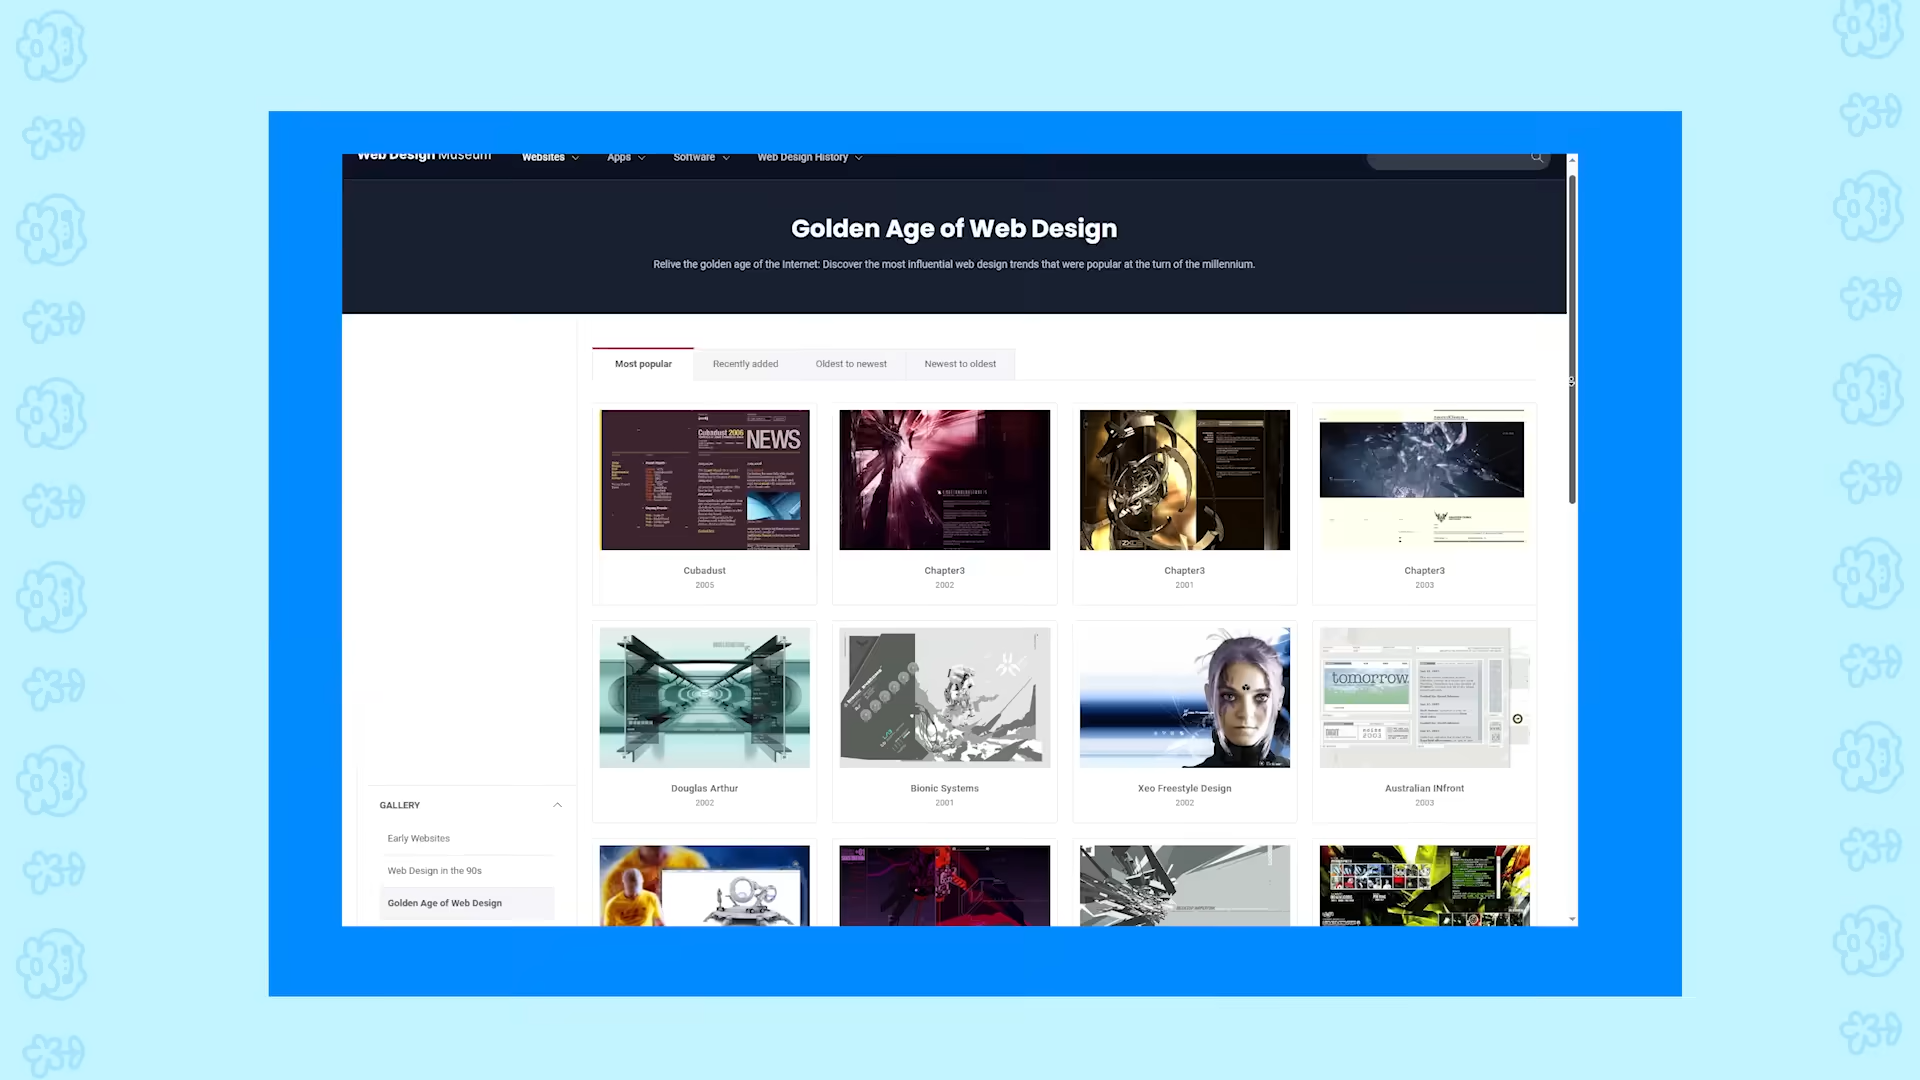 Web Design Museum
Websites
Apps
Software
Web Design History
Golden Age of Web Design
Relive the golden age of the Internet: Discover the most influential web design trends that were popular at the turn of the millennium.
Most popular
Recently added
Oldest to newest
Newest to oldest
Cubadust 2006
NEWS
Cubadust
2005
Chapter3
2002
Chapter3
2001
Chapter3
2003
tomorrow
Douglas Arthur
2002
Bionic Systems
2001
Xeo Freestyle Design
2002
Australian INfront
2003
GALLERY
Early Websites
Web Design in the 90s
Golden Age of Web Design